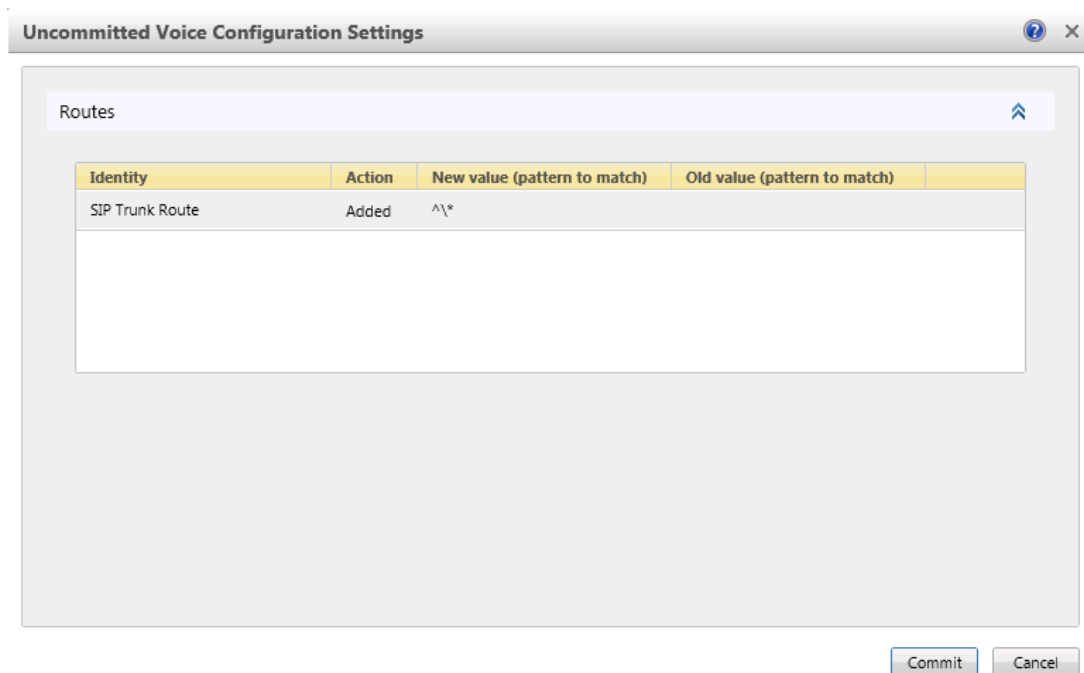 Uncommitted Voice Configuration Settings
Routes
Identity Action New value (pattern to match) Old value (pattern to match)
SIP Trunk Route Added ^\*
Commit Cancel